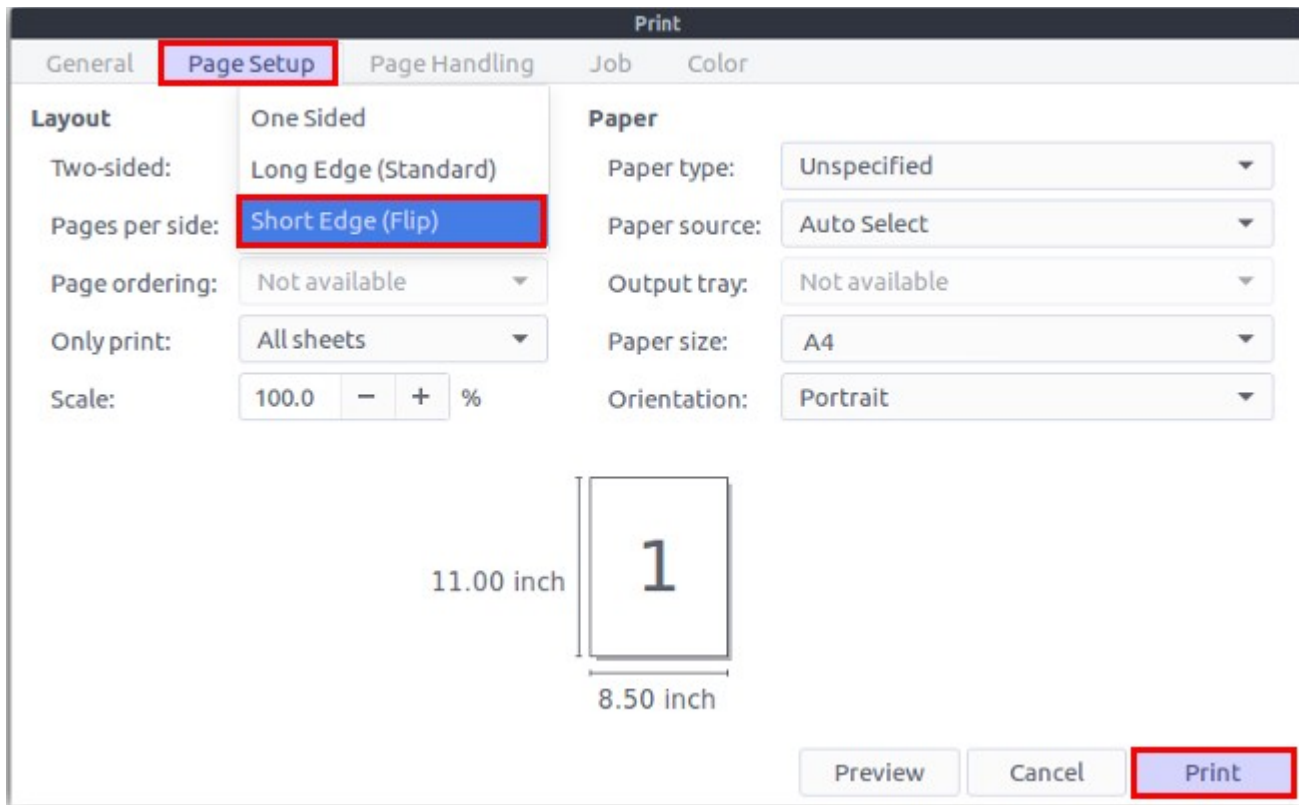 Print
General Page Setup Page Handling Job Color
Layout
Two-sided:
One Sided
Long Edge (Standard)
Short Edge (Flip)
Pages per side:
Page ordering: Not available
Only print: All sheets
Scale: 100.0 − + %
Paper
Paper type: Unspecified
Paper source: Auto Select
Output tray: Not available
Paper size: A4
Orientation: Portrait
11.00 inch
1
8.50 inch
Preview Cancel Print